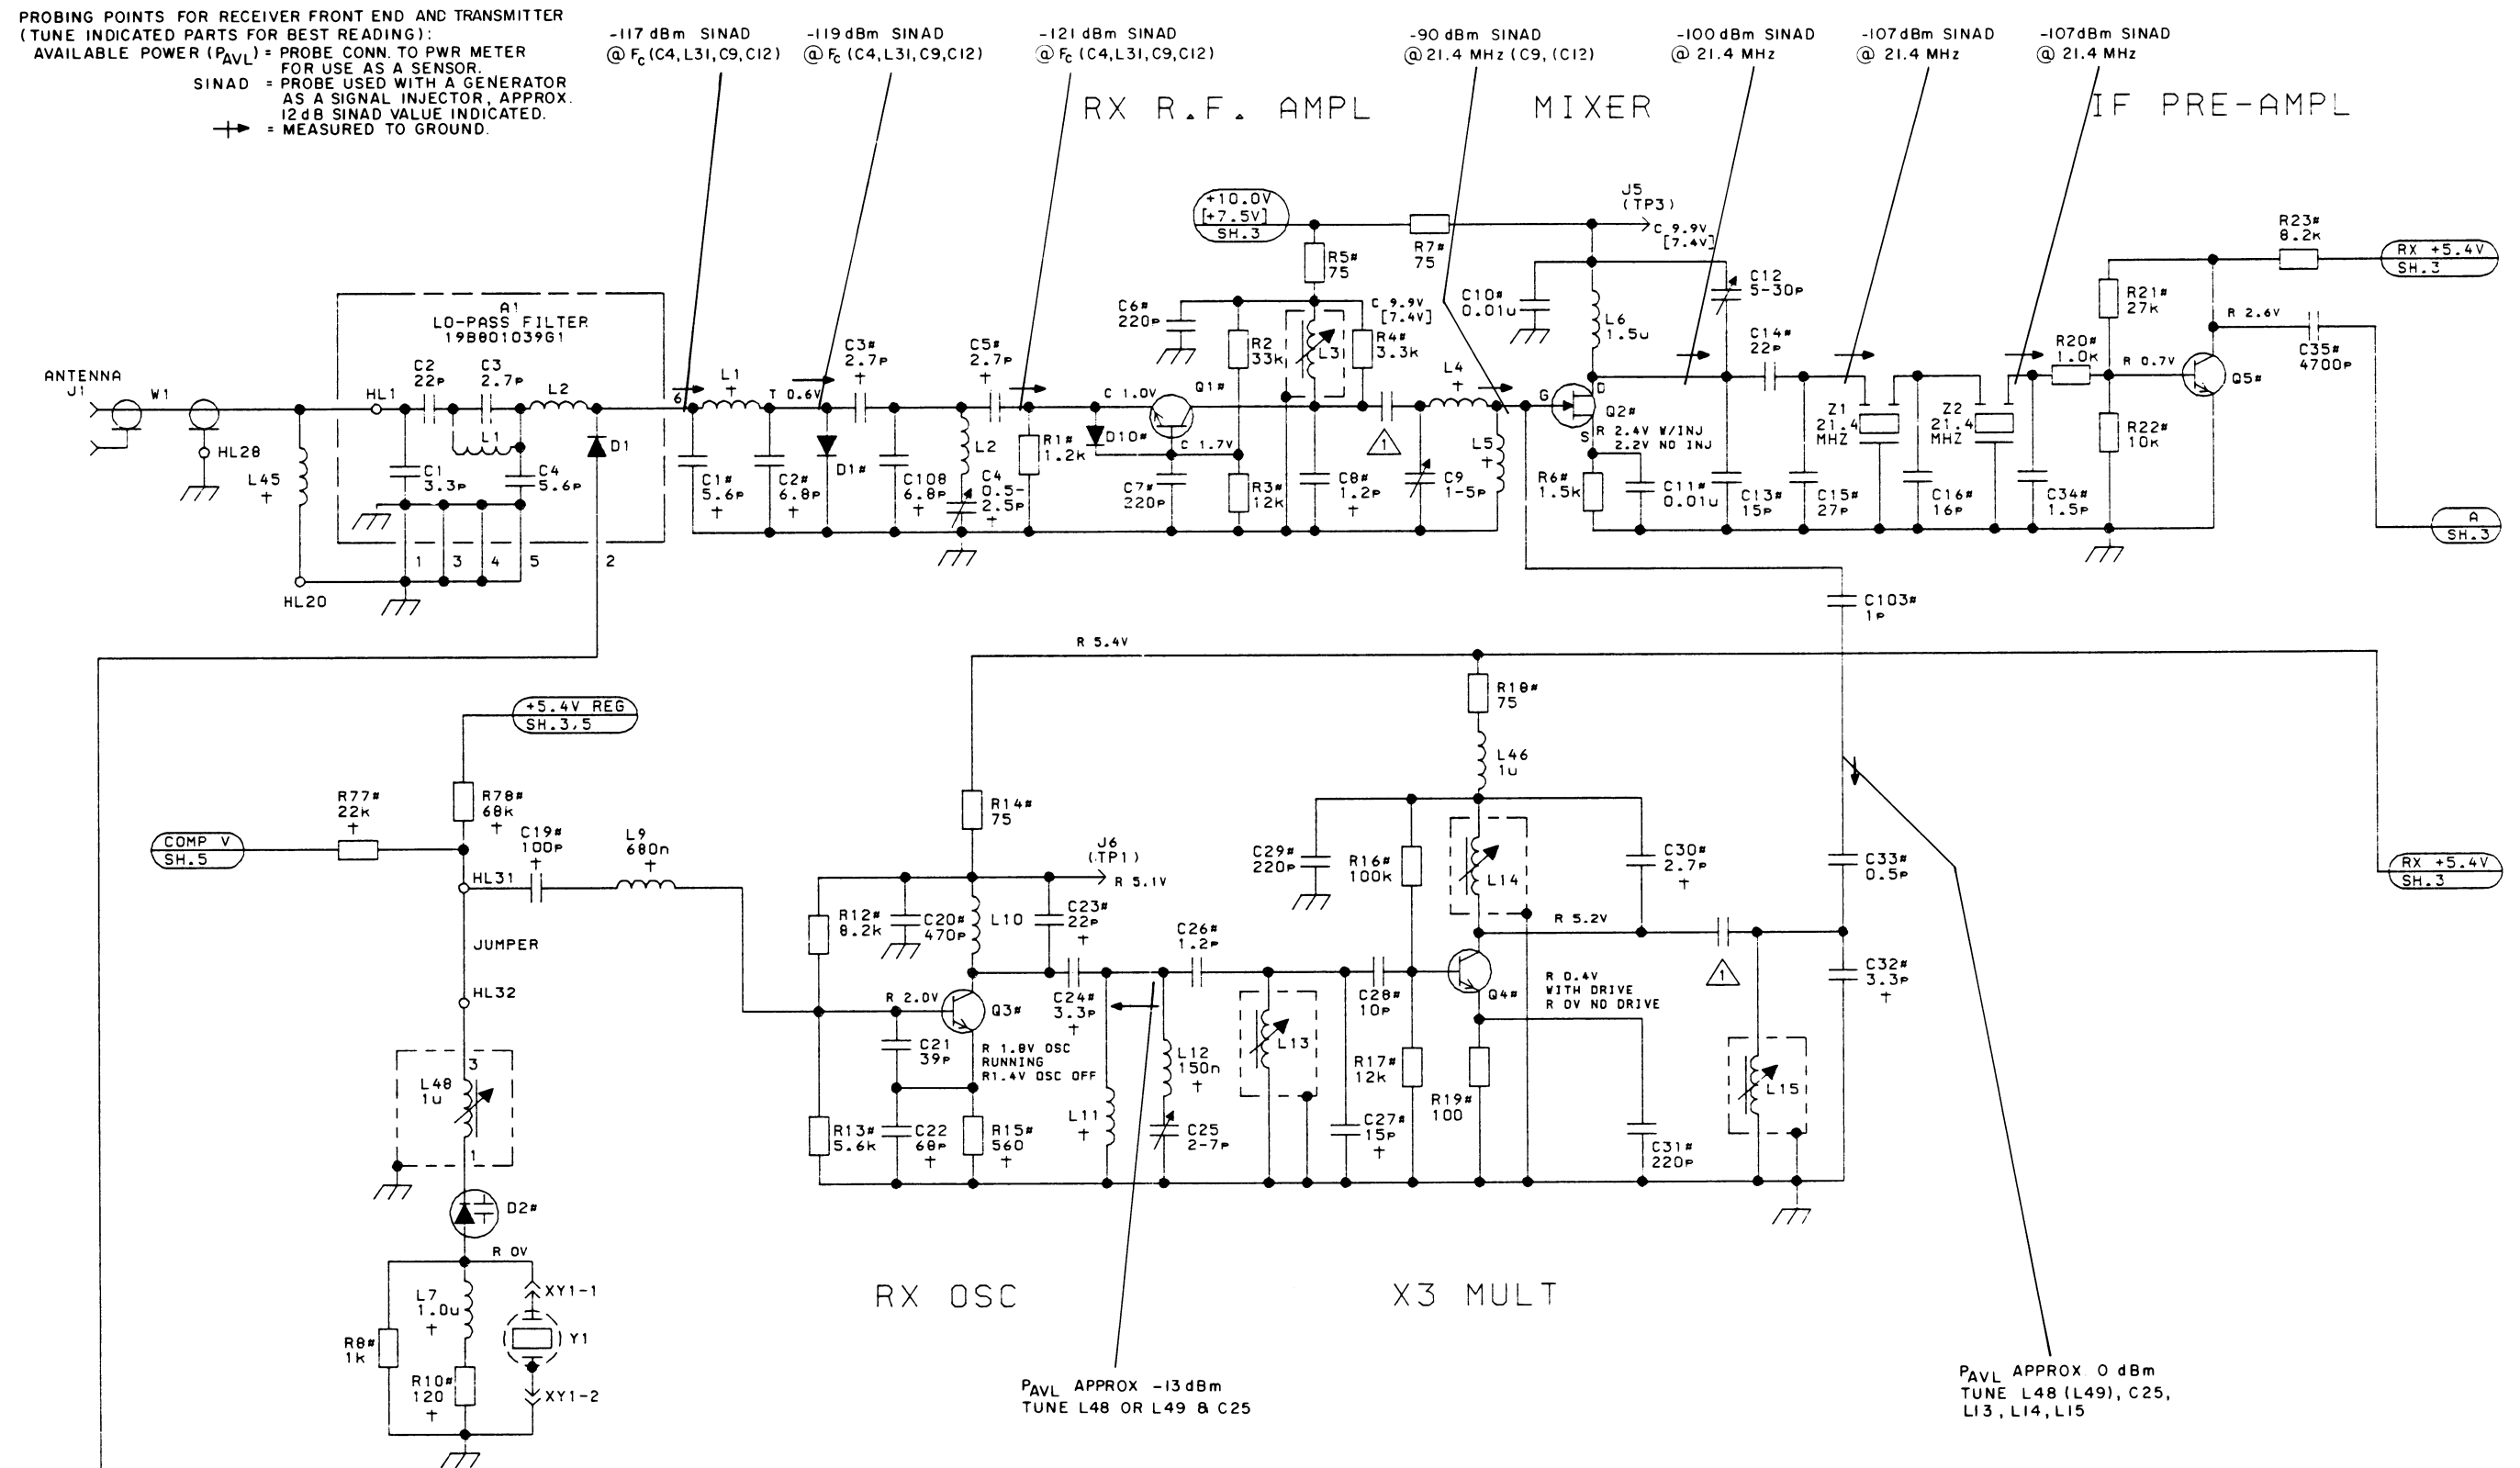 PROBING POINTS FOR RECEIVER FRONT END AND TRANSMITTER
(TUNE INDICATED PARTS FOR BEST READING):
AVAILABLE POWER (PAVL) = PROBE CONN. TO PWR METER
FOR USE AS A SENSOR.
SINAD = PROBE USED WITH A GENERATOR
AS A SIGNAL INJECTOR, APPROX.
12dB SINAD VALUE INDICATED.
= MEASURED TO GROUND.
-117 dBm SINAD
@ Fc (C4, L31, C9, C12)
-119 dBm SINAD
@ Fc (C4, L31, C9, C12)
-121 dBm SINAD
@ Fc (C4, L31, C9, C12)
-90 dBm SINAD
@ 21.4 MHz (C9, (C12)
-100 dBm SINAD
@ 21.4 MHz
-107dBm SINAD
@ 21.4 MHz
-107dBm SINAD
@ 21.4 MHz
RX R.F. AMPL
MIXER
IF PRE-AMPL
ANTENNA
J1
W1
HL28
L45
+
HL20
HL1
A1
LO-PASS FILTER
19B801039G1
C2
22p
C3
2.7p
L2
L1
C1
3.3p
C4
5.6p
D1
1
3
4
5
2
6
L1
+
T 0.6V
C1#
5.6p
+
C2#
6.8p
+
D1#
C3#
2.7p
+
C108
6.8p
+
L2
C4
0.5-
2.5p
+
C5#
2.7p
+
R1#
1.2k
C 1.0V
D10#
Q1#
C 1.7V
C7#
220p
C6#
220p
R2
33k
R3#
12k
+10.0V
[+7.5V]
SH.3
R5#
75
L3
C 9.9V
[7.4V]
R4#
3.3k
C8#
1.2p
+
1
C9
1-5p
L4
+
L5
+
R7#
75
J5
(TP3)
C 9.9V
[7.4V]
C10#
0.01u
L6
1.5u
C12
5-30p
G
D
S
Q2#
R 2.4V W/INJ
2.2V NO INJ
R6#
1.5k
C11#
0.01u
C13#
15p
C14#
22p
C15#
27p
Z1
21.4
MHZ
C16#
16p
Z2
21.4
MHZ
C34#
1.5p
R20#
1.0k
R21#
27k
R22#
10k
R 0.7V
Q5#
R 2.6V
R23#
8.2k
RX +5.4V
SH.3
C35#
4700p
A
SH.3
C103#
1p
R 5.4V
+5.4V REG
SH.3,5
COMP V
SH.5
R77#
22k
+
R78#
68k
+
C19#
100p
+
L9
680n
+
HL31
JUMPER
HL32
3
L48
1u
1
D2#
R 0V
L7
1.0u
+
R8#
1k
R10#
120
+
XY1-1
Y1
XY1-2
R14#
75
J6
(TP1)
R 5.1V
R12#
8.2k
C20#
470p
L10
C23#
22p
+
R 2.0V
Q3#
C24#
3.3p
+
C21
39p
R 1.8V OSC
RUNNING
R1.4V OSC OFF
R13#
5.6k
C22
68p
+
R15#
560
+
L11
+
L12
150n
+
C25
2-7p
C26#
1.2p
L13
C27#
15p
+
C28#
10p
R18#
75
L46
1u
C29#
220p
R16#
100k
L14
C30#
2.7p
+
R 5.2V
Q4#
R 0.4V
WITH DRIVE
R 0V NO DRIVE
R17#
12k
R19#
100
C31#
220p
1
L15
C33#
0.5p
C32#
3.3p
+
RX +5.4V
SH.3
RX OSC
X3 MULT
PAVL APPROX -13 dBm
TUNE L48 OR L49 & C25
PAVL APPROX 0 dBm
TUNE L48 (L49), C25,
L13, L14, L15